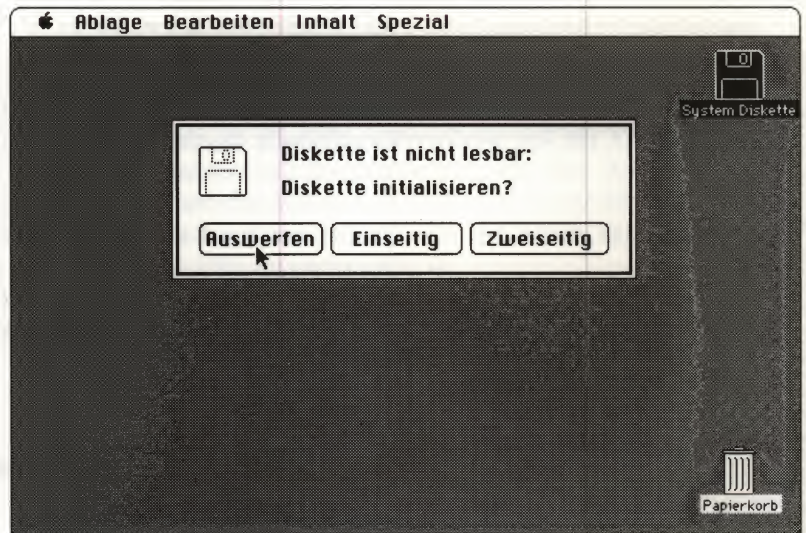 Ablage Bearbeiten Inhalt Spezial
System Diskette
Diskette ist nicht lesbar:
Diskette initialisieren?
Auswerfen Einseitig Zweiseitig
Papierkorb